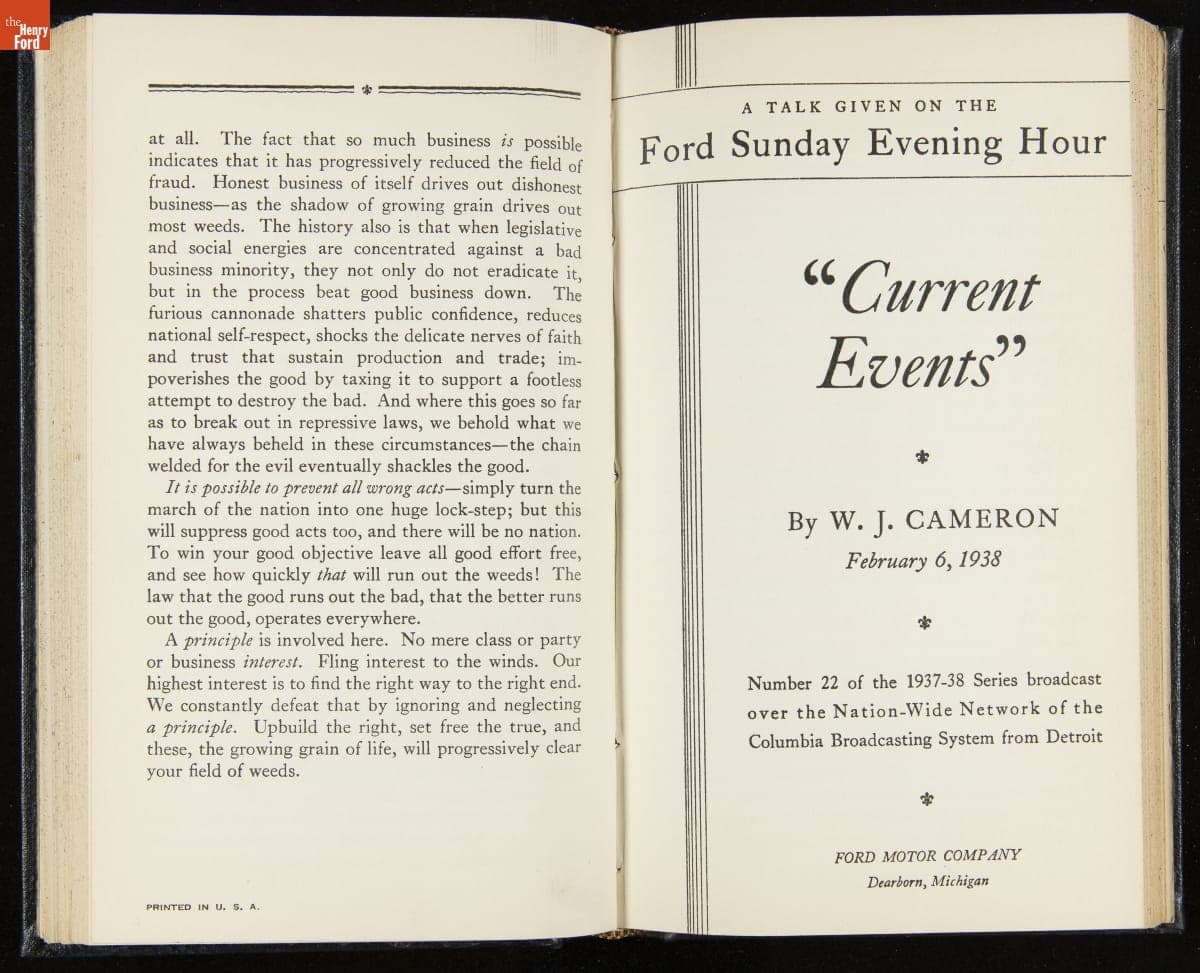 the
Henry
Ford
at all. The fact that so much business is possible
indicates that it has progressively reduced the field of
fraud. Honest business of itself drives out dishonest
business—as the shadow of growing grain drives out
most weeds. The history also is that when legislative
and social energies are concentrated against a bad
business minority, they not only do not eradicate it,
but in the process beat good business down. The
furious cannonade shatters public confidence, reduces
national self-respect, shocks the delicate nerves of faith
and trust that sustain production and trade; im-
poverishes the good by taxing it to support a footless
attempt to destroy the bad. And where this goes so far
as to break out in repressive laws, we behold what we
have always beheld in these circumstances—the chain
welded for the evil eventually shackles the good.
It is possible to prevent all wrong acts—simply turn the
march of the nation into one huge lock-step; but this
will suppress good acts too, and there will be no nation.
To win your good objective leave all good effort free,
and see how quickly that will run out the weeds! The
law that the good runs out the bad, that the better runs
out the good, operates everywhere.
A principle is involved here. No mere class or party
or business interest. Fling interest to the winds. Our
highest interest is to find the right way to the right end.
We constantly defeat that by ignoring and neglecting
a principle. Upbuild the right, set free the true, and
these, the growing grain of life, will progressively clear
your field of weeds.
PRINTED IN U. S. A.
A TALK GIVEN ON THE
Ford Sunday Evening Hour
“Current
Events”
By W. J. CAMERON
February 6, 1938
Number 22 of the 1937-38 Series broadcast
over the Nation-Wide Network of the
Columbia Broadcasting System from Detroit
FORD MOTOR COMPANY
Dearborn, Michigan